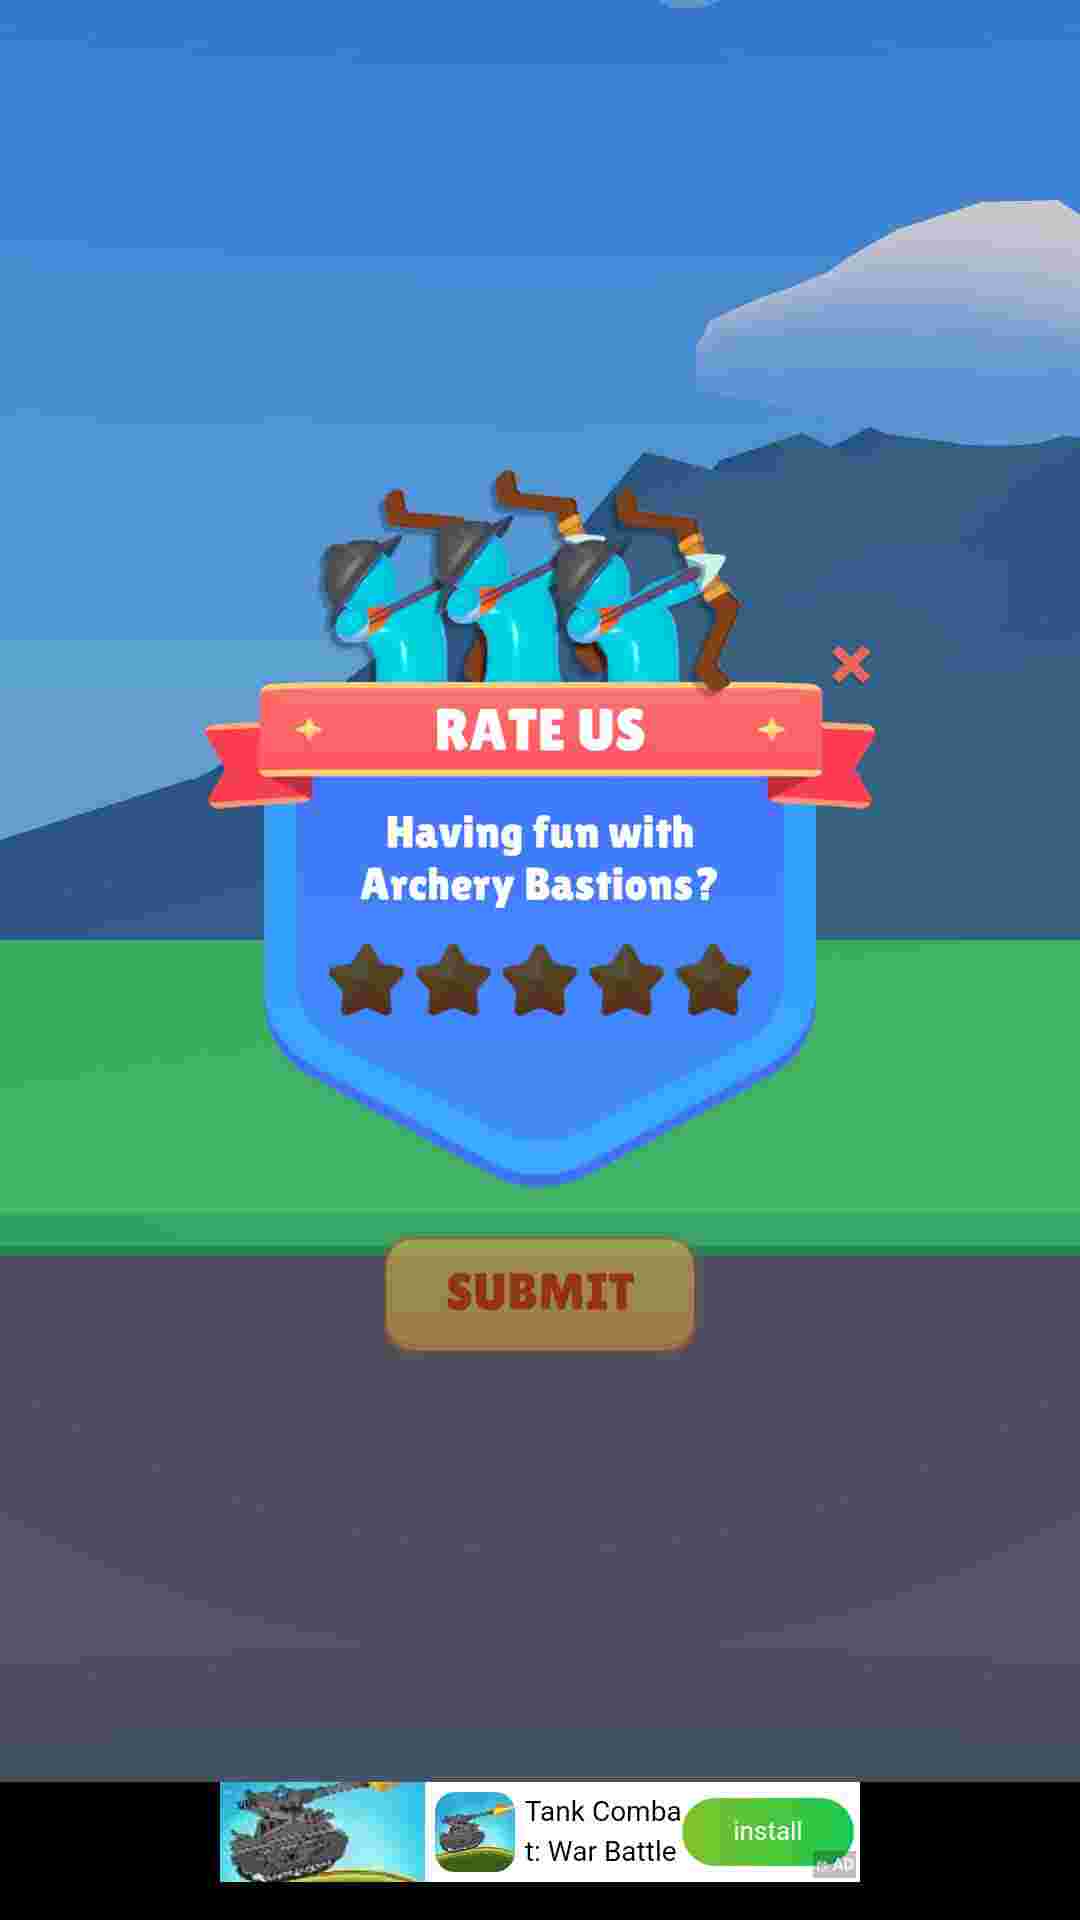 RATE US
Having fun with
Archery Bastions?
SUBMIT
Tank Comba
t: War Battle
install
AD